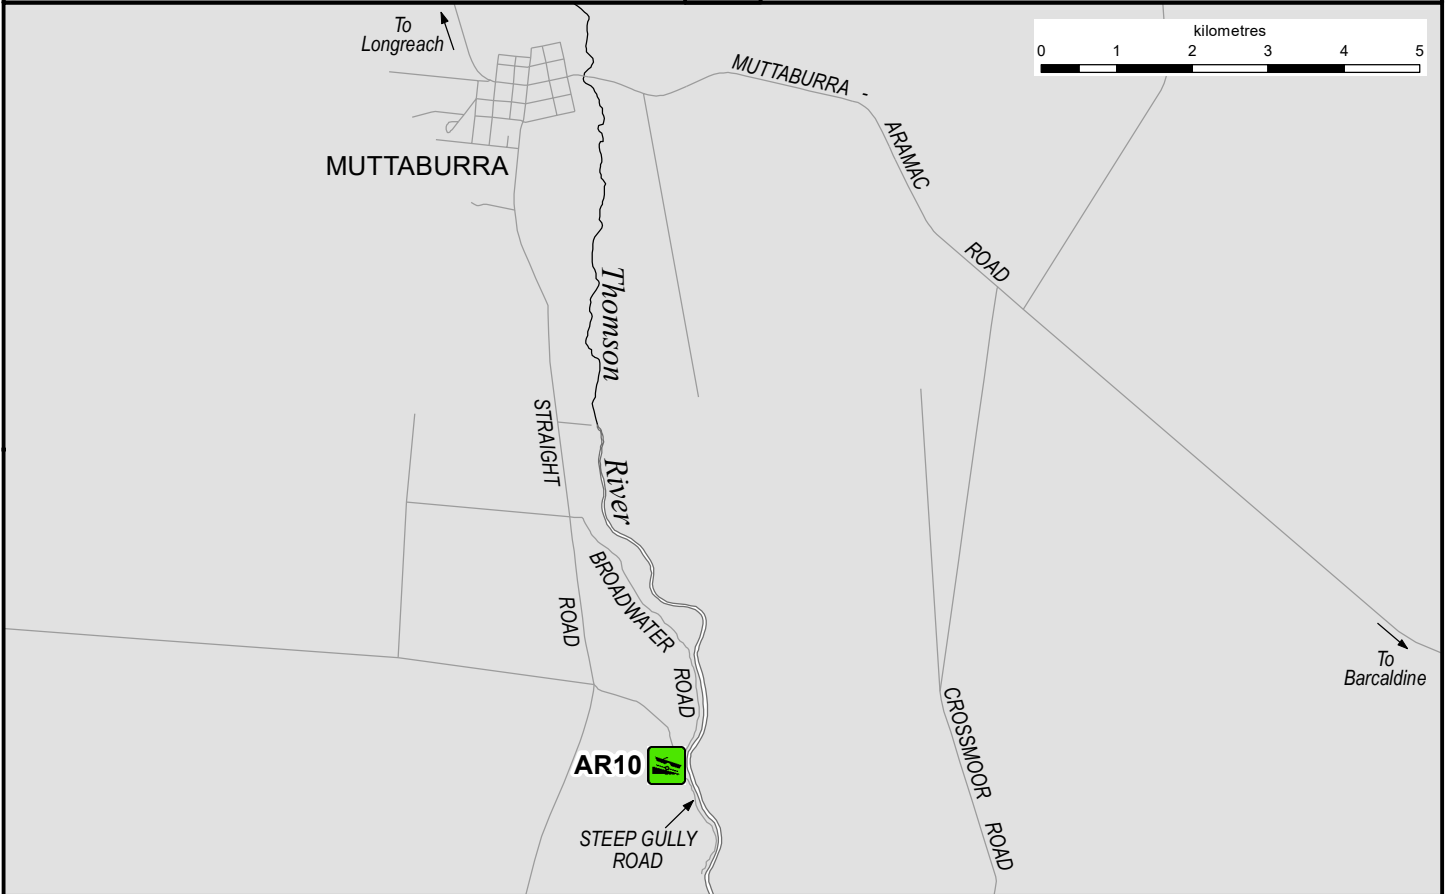 To
Longreach
kilometres
0 1 2 3 4 5
MUTTABURRA -
ARAMAC
ROAD
MUTTABURRA
Thomson
River
STRAIGHT
ROAD
BROADWATER
ROAD
To
Barcaldine
CROSSMOOR
ROAD
AR10
STEEP GULLY
ROAD